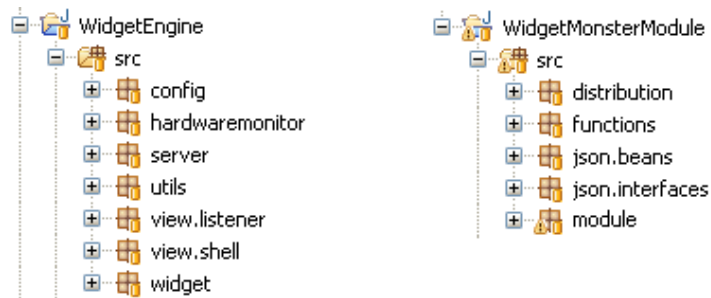 WidgetEngine
src
config
hardwaremonitor
server
utils
view.listener
view.shell
widget
WidgetMonsterModule
src
distribution
functions
json.beans
json.interfaces
module